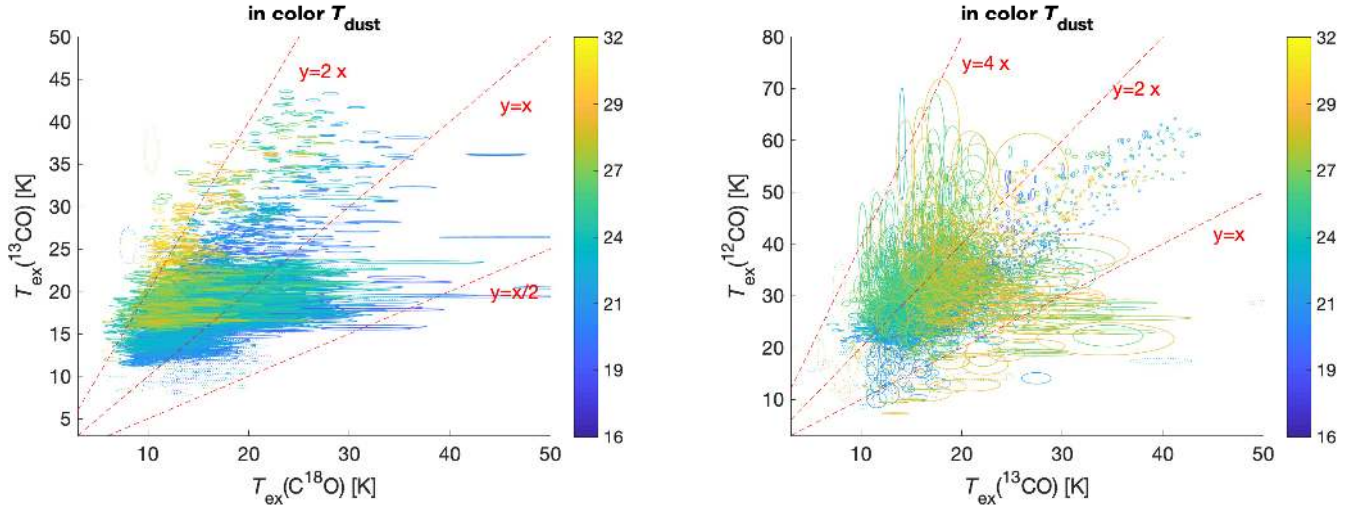 in color T_dust
50
45
40
35
30
25
20
15
10
5
T_ex(¹³CO) [K]
y=2 x
y=x
y=x/2
10 20 30 40 50
T_ex(C¹⁸O) [K]
32
29
27
24
21
19
16
in color T_dust
80
70
60
50
40
30
20
10
T_ex(¹²CO) [K]
y=4 x
y=2 x
y=x
10 20 30 40 50
T_ex(¹³CO) [K]
32
29
27
24
21
19
16